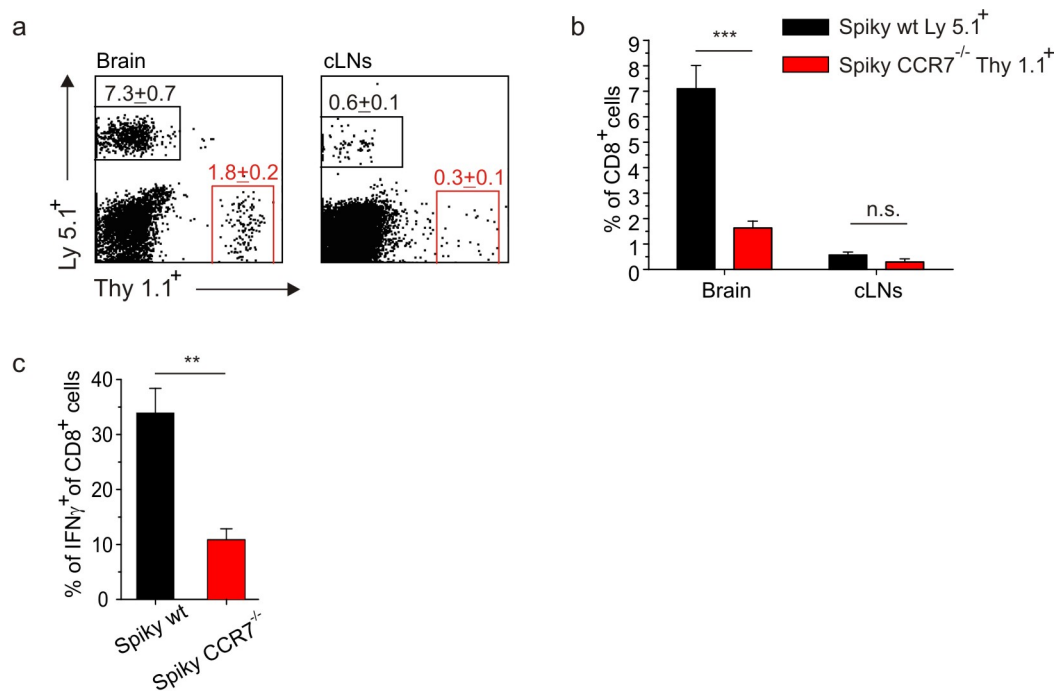 a
Brain
cLNs
7.3±0.7
0.6±0.1
1.8±0.2
0.3±0.1
Ly 5.1⁺
Thy 1.1⁺
b
Spiky wt Ly 5.1⁺
Spiky CCR7⁻/⁻ Thy 1.1⁺
***
n.s.
% of CD8⁺ cells
9
8
7
6
5
4
3
2
1
0
Brain
cLNs
c
**
% of IFNγ⁺ of CD8⁺ cells
40
30
20
10
0
Spiky wt
Spiky CCR7⁻/⁻